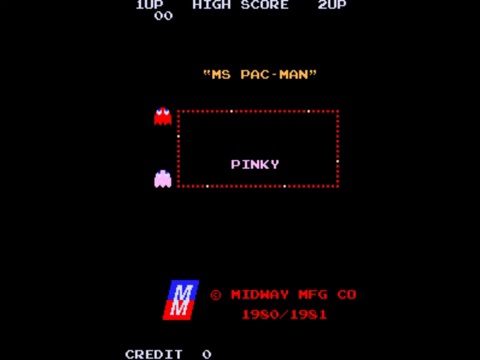 1UP HIGH SCORE 2UP
00
"MS PAC-MAN"
PINKY
MM
© MIDWAY MFG CO
1980/1981
CREDIT 0